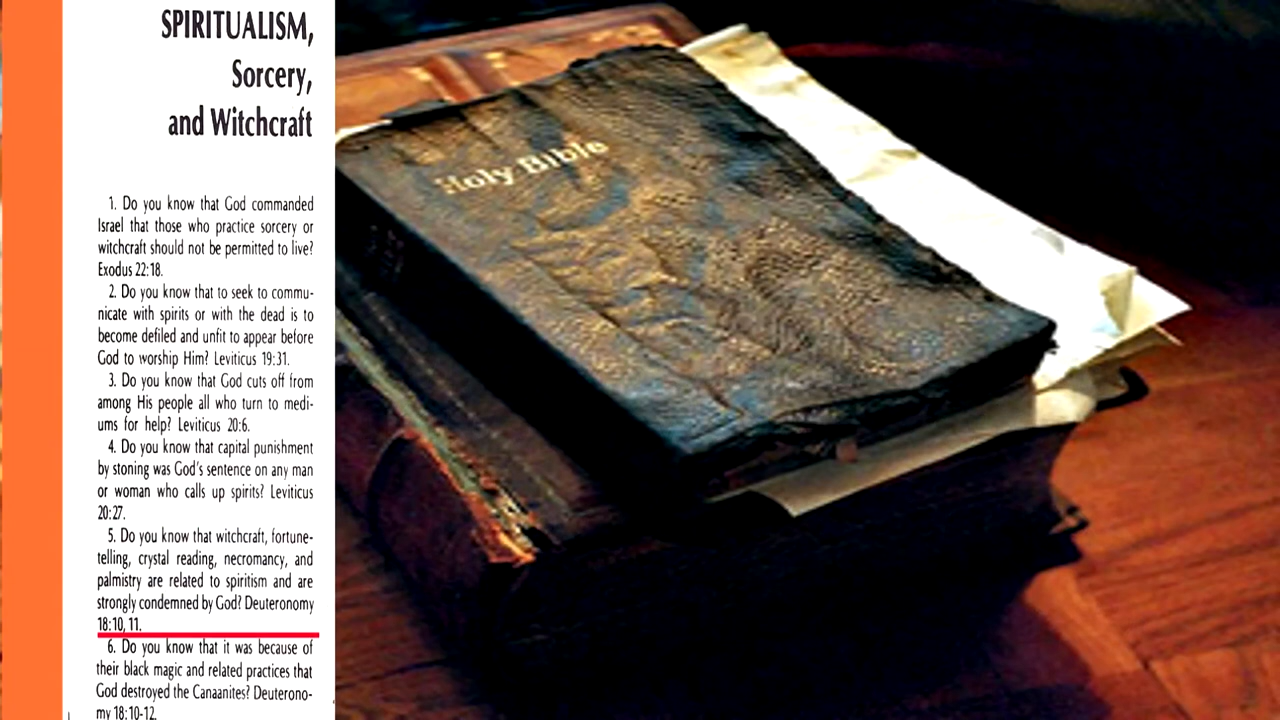 SPIRITUALISM,
Sorcery,
and Witchcraft
1. Do you know that God commanded
Israel that those who practice sorcery or
witchcraft should not be permitted to live?
Exodus 22:18.
2. Do you know that to seek to commu-
nicate with spirits or with the dead is to
become defiled and unfit to appear before
God to worship Him? Leviticus 19:31.
3. Do you know that God cuts off from
among His people all who turn to medi-
ums for help? Leviticus 20:6.
4. Do you know that capital punishment
by stoning was God's sentence on any man
or woman who calls up spirits? Leviticus
20:27.
5. Do you know that witchcraft, fortune-
telling, crystal reading, necromancy, and
palmistry are related to spiritism and are
strongly condemned by God? Deuteronomy
18:10, 11.
6. Do you know that it was because of
their black magic and related practices that
God destroyed the Canaanites? Deuterono-
my 18:10-12.
Holy Bible